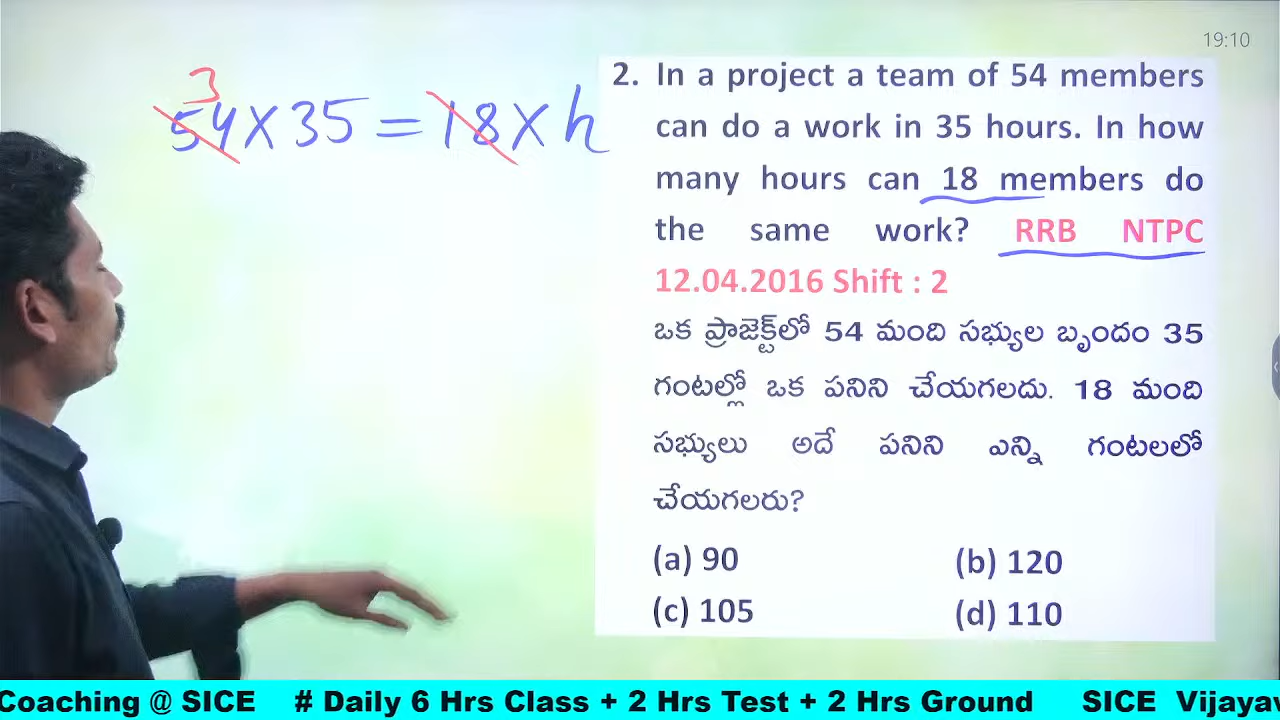 19:10
3
54 X 35 = 18 X h
2. In a project a team of 54 members
can do a work in 35 hours. In how
many hours can 18 members do
the same work? RRB NTPC
12.04.2016 Shift : 2
ఒక ప్రాజెక్ట్‌లో 54 మంది సభ్యుల బృందం 35
గంటల్లో ఒక పనిని చేయగలదు. 18 మంది
సభ్యులు అదే పనిని ఎన్ని గంటలలో
చేయగలరు?
(a) 90 (b) 120
(c) 105 (d) 110
Coaching @ SICE # Daily 6 Hrs Class + 2 Hrs Test + 2 Hrs Ground SICE